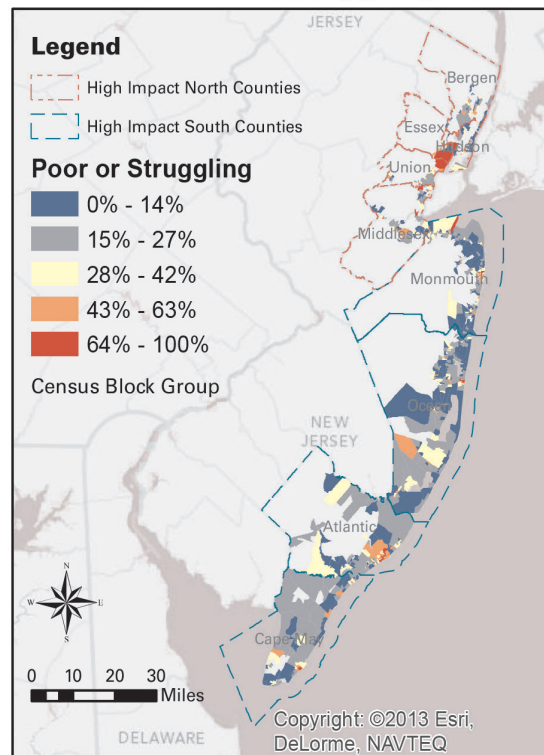 JERSEY
Legend
High Impact North Counties
High Impact South Counties
Poor or Struggling
0% - 14%
15% - 27%
28% - 42%
43% - 63%
64% - 100%
Census Block Group
Bergen
Essex
Hudson
Union
Middlesex
Monmouth
Ocean
NEW
JERSEY
Atlantic
Cape May
N
W
E
S
0 10 20 30
Miles
DELAWARE
Copyright: ©2013 Esri,
DeLorme, NAVTEQ